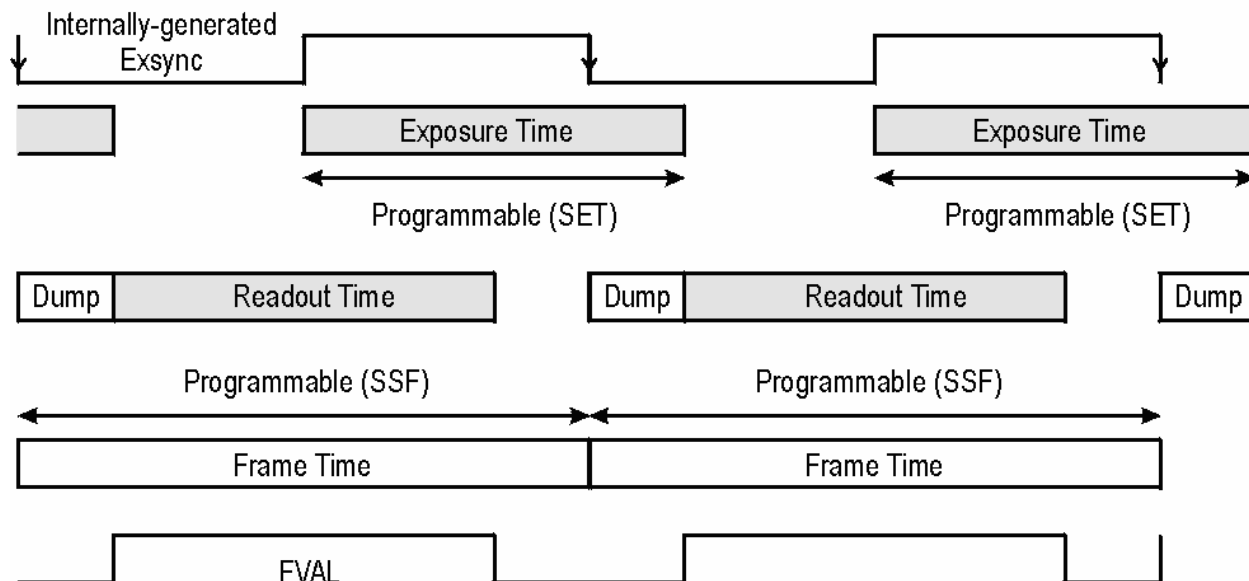 Internally-generated
Exsync
Exposure Time
Exposure Time
Programmable (SET)
Programmable (SET)
Dump
Readout Time
Dump
Readout Time
Dump
Programmable (SSF)
Programmable (SSF)
Frame Time
Frame Time
FVAL